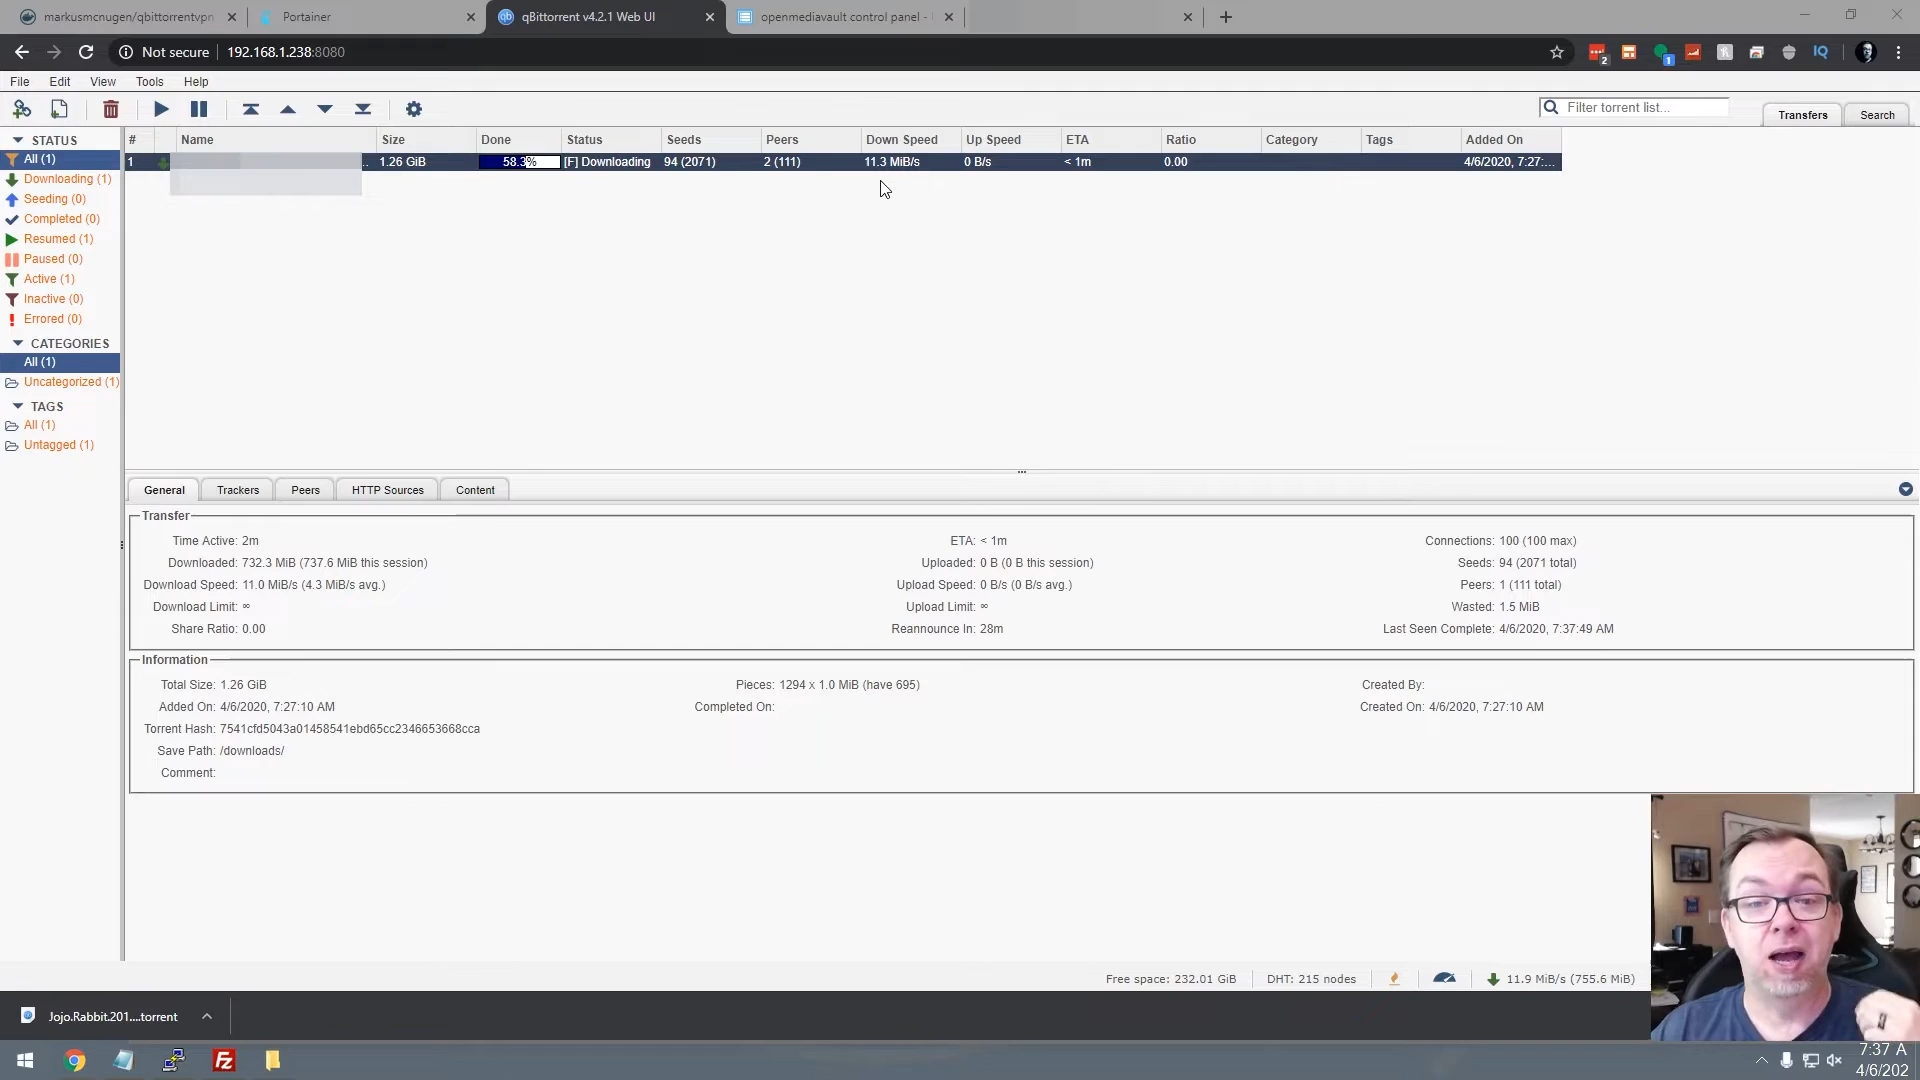 markusmcnugen/qbittorrentvpn
Portainer
qBittorrent v4.2.1 Web UI
openmediavault control panel -
Not secure
192.168.1.238:8080
2
1
IQ
File
Edit
View
Tools
Help
Filter torrent list...
Transfers
Search
STATUS
All (1)
Downloading (1)
Seeding (0)
Completed (0)
Resumed (1)
Paused (0)
Active (1)
Inactive (0)
Errored (0)
CATEGORIES
All (1)
Uncategorized (1)
TAGS
All (1)
Untagged (1)
# Name Size Done Status Seeds Peers Down Speed Up Speed ETA Ratio Category Tags Added On
1 .. 1.26 GiB 58.3% [F] Downloading 94 (2071) 2 (111) 11.3 MiB/s 0 B/s < 1m 0.00 4/6/2020, 7:27:...
General
Trackers
Peers
HTTP Sources
Content
Transfer
Time Active: 2m ETA: < 1m Connections: 100 (100 max)
Downloaded: 732.3 MiB (737.6 MiB this session) Uploaded: 0 B (0 B this session) Seeds: 94 (2071 total)
Download Speed: 11.0 MiB/s (4.3 MiB/s avg.) Upload Speed: 0 B/s (0 B/s avg.) Peers: 1 (111 total)
Download Limit: ∞ Upload Limit: ∞ Wasted: 1.5 MiB
Share Ratio: 0.00 Reannounce In: 28m Last Seen Complete: 4/6/2020, 7:37:49 AM
Information
Total Size: 1.26 GiB Pieces: 1294 x 1.0 MiB (have 695) Created By:
Added On: 4/6/2020, 7:27:10 AM Completed On: Created On: 4/6/2020, 7:27:10 AM
Torrent Hash: 7541cfd5043a01458541ebd65cc2346653668cca
Save Path: /downloads/
Comment:
Free space: 232.01 GiB
DHT: 215 nodes
11.9 MiB/s (755.6 MiB)
Jojo.Rabbit.201....torrent
Fz
7:37 A
4/6/202